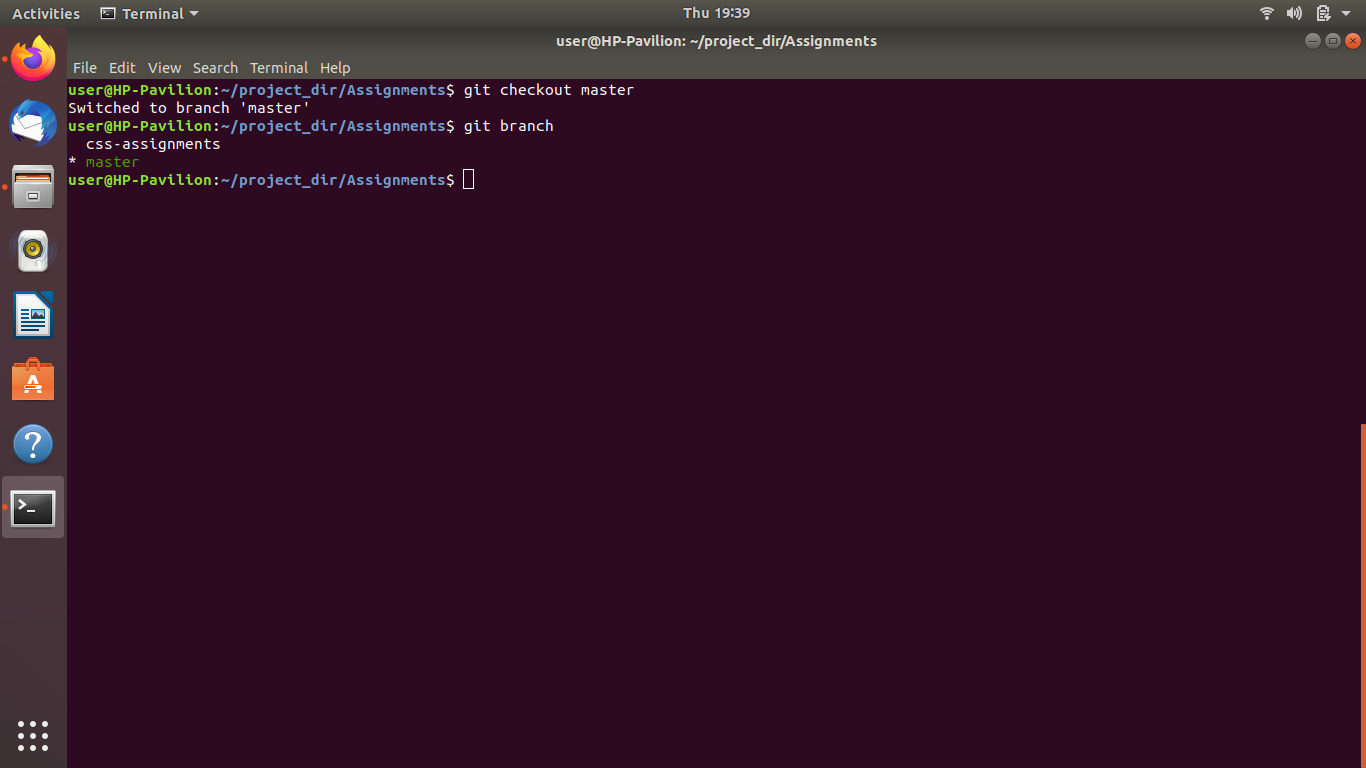 Activities Terminal Thu 19:39
user@HP-Pavilion: ~/project_dir/Assignments
File Edit View Search Terminal Help
user@HP-Pavilion:~/project_dir/Assignments$ git checkout master
Switched to branch 'master'
user@HP-Pavilion:~/project_dir/Assignments$ git branch
  css-assignments
* master
user@HP-Pavilion:~/project_dir/Assignments$